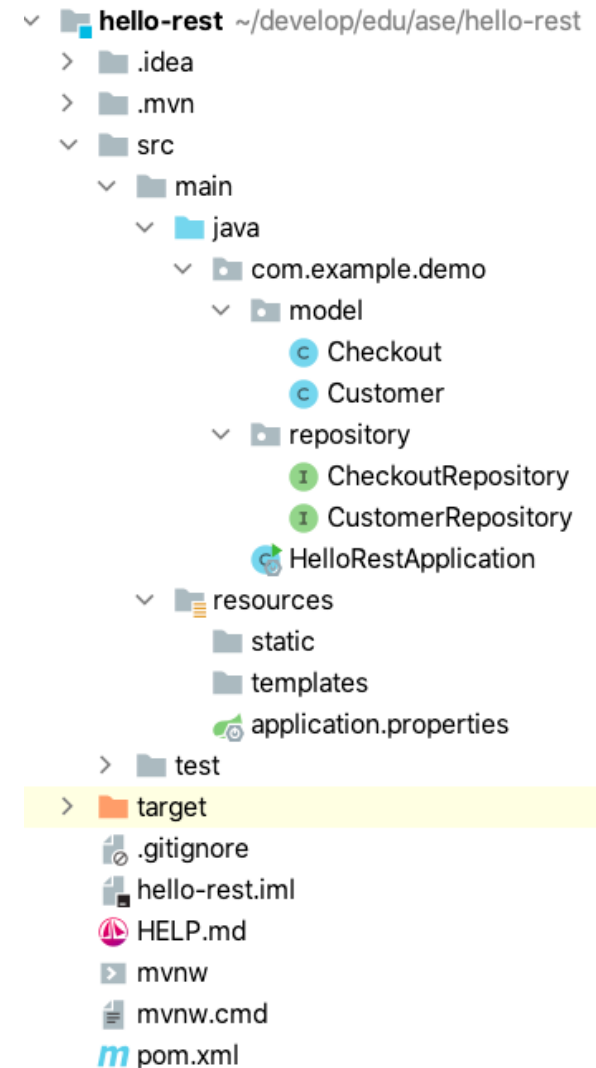 hello-rest ~/develop/edu/ase/hello-rest
.idea
.mvn
src
main
java
com.example.demo
model
C Checkout
C Customer
repository
I CheckoutRepository
I CustomerRepository
C HelloRestApplication
resources
static
templates
application.properties
test
target
.gitignore
hello-rest.iml
HELP.md
mvnw
mvnw.cmd
m pom.xml